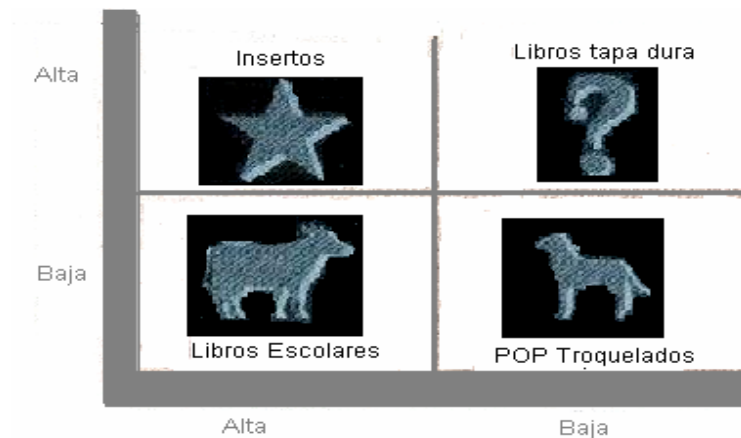 Insertos
Libros tapa dura
Alta
Baja
Libros Escolares
POP Troquelados
Alta
Baja